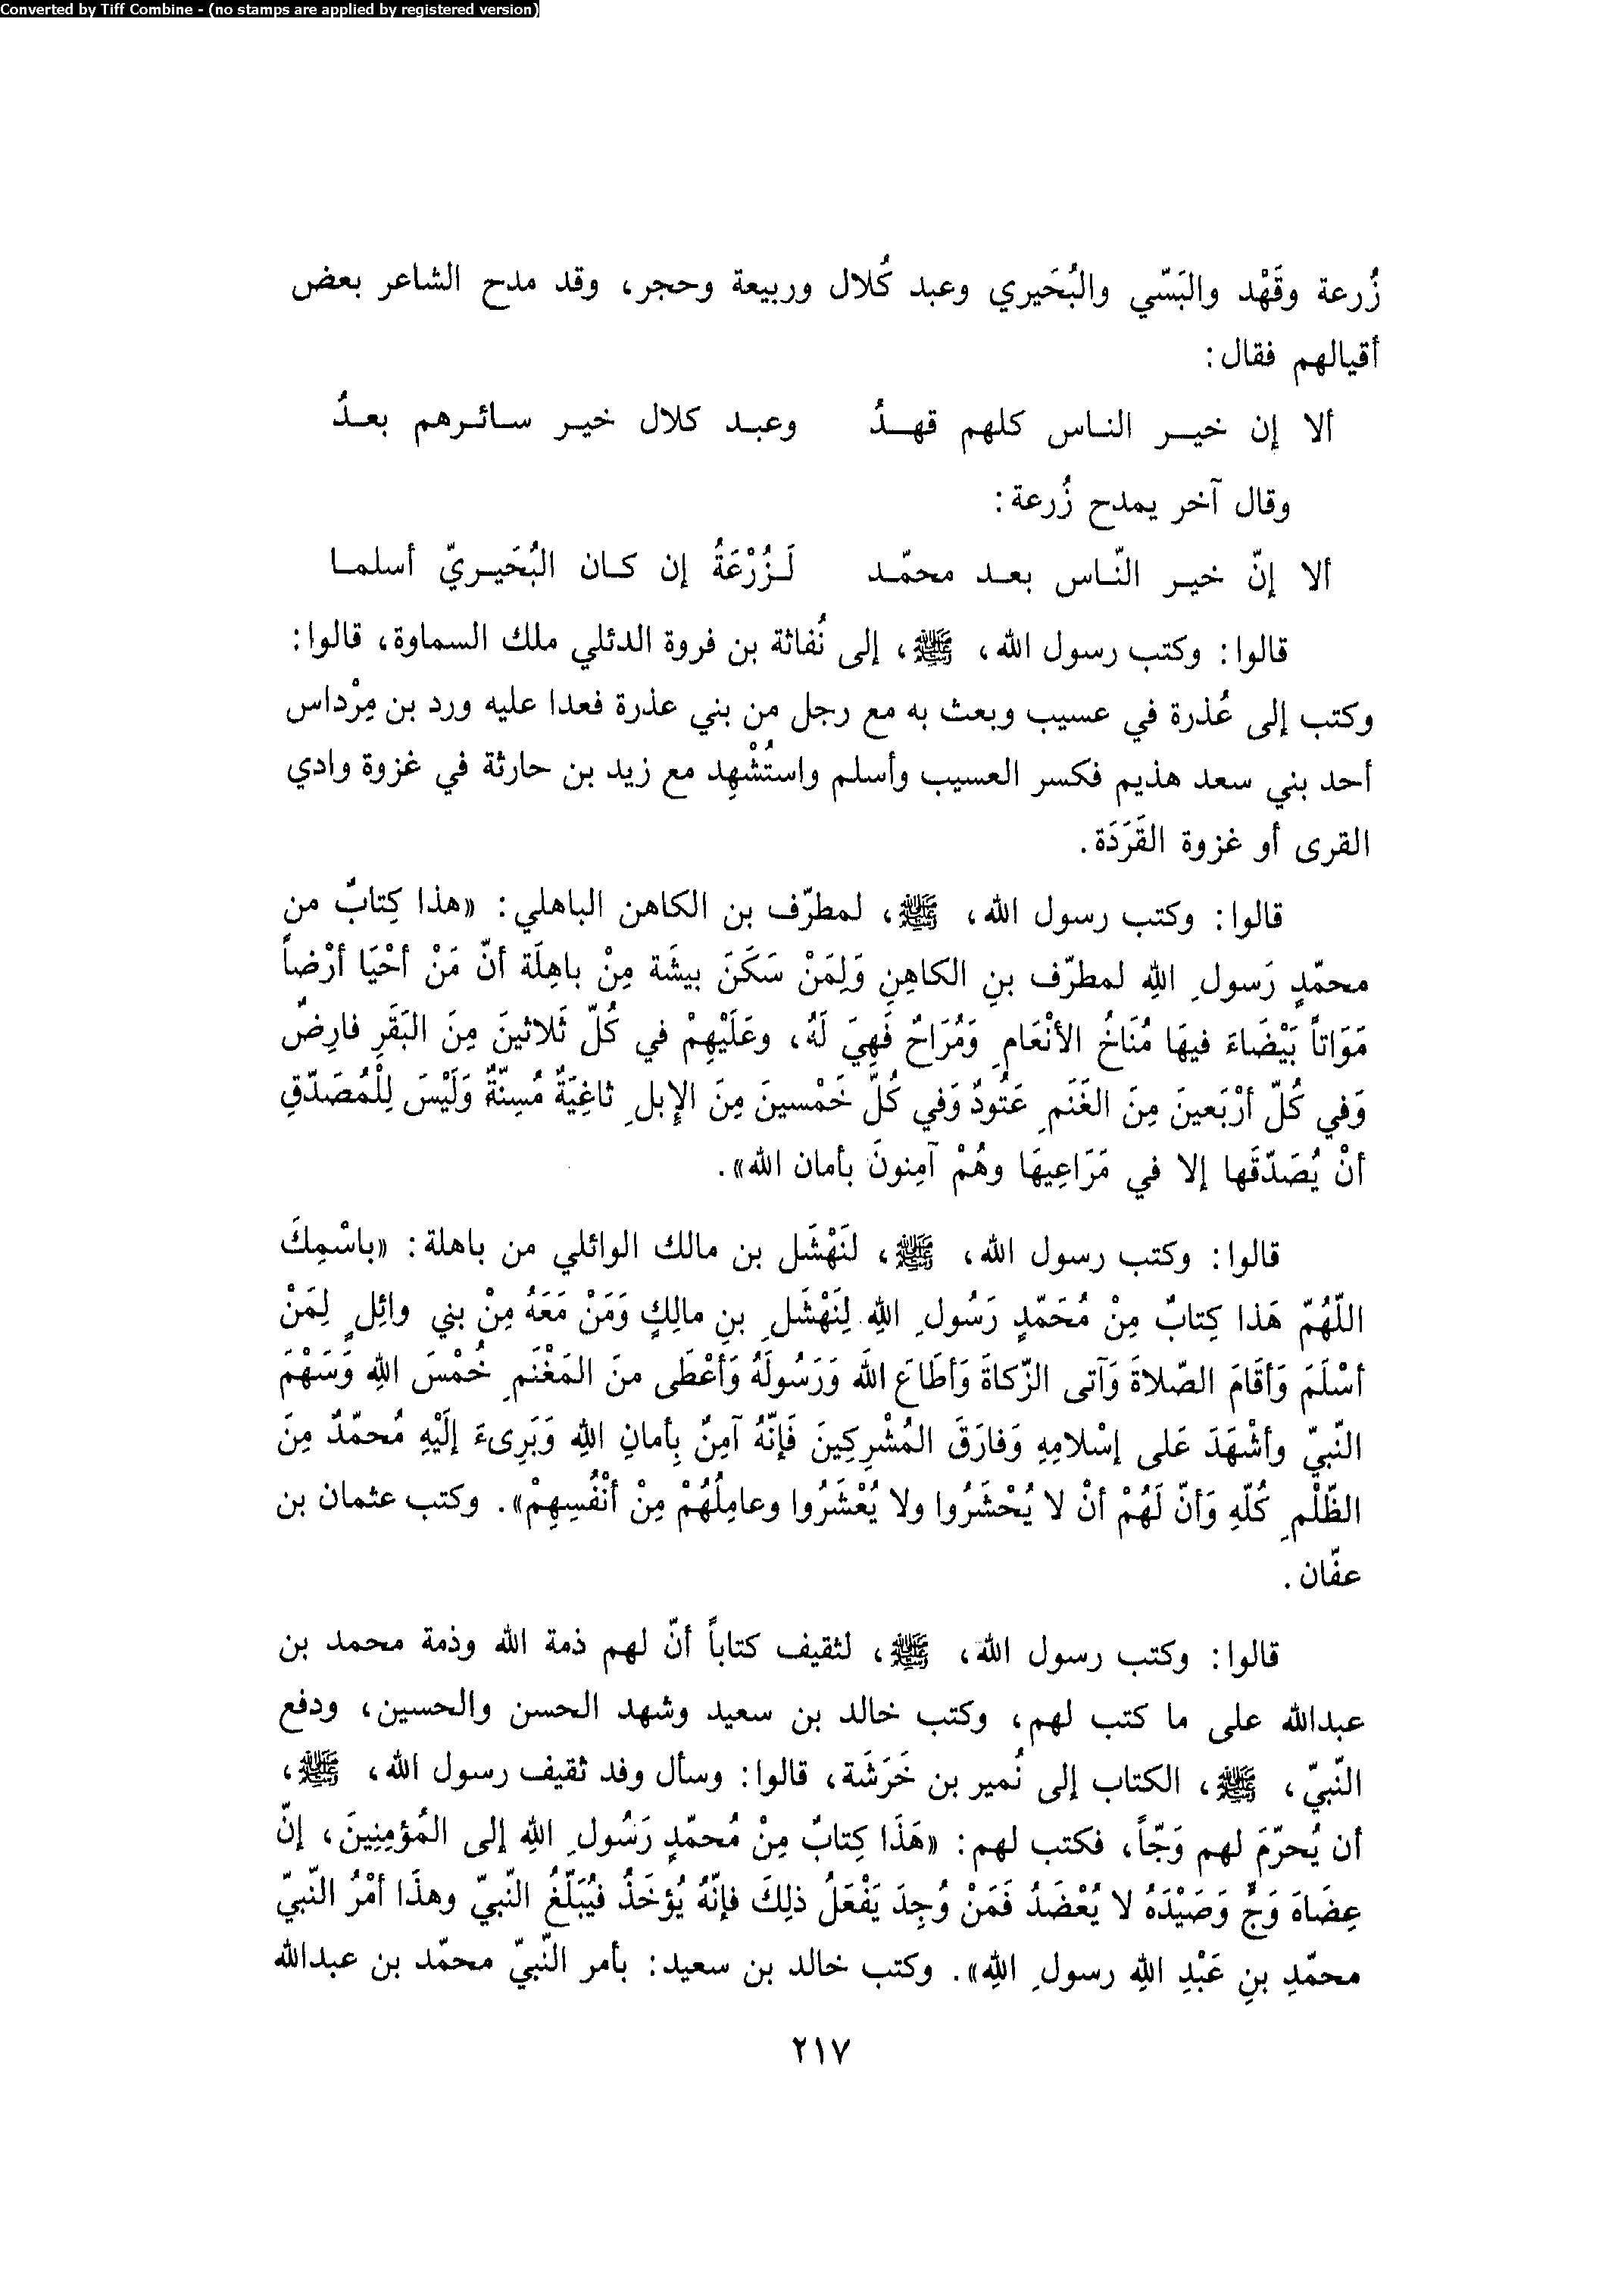 Converted by Tiff Combine - (no stamps are applied by registered version)
زُرعة وقَهْد والبَسّي والبُحَيري وعبد كُلال وربيعة وحجر، وقد مدح الشاعر بعض
أقيالهم فقال:
ألا إن خيـر النـاس كلهم قهـدُ وعبـد كلال خيـر سـائـرهم بعـدُ
وقال آخر يمدح زُرعة:
ألا إنّ خيـر النّـاس بعـد محمّـد لَـزُرْعَةُ إن كـان البُحَيـريّ أسلمـا
قالوا: وكتب رسول الله، ﷺ، إلى نُفاثة بن فروة الدئلي ملك السماوة، قالوا:
وكتب إلى عُذرة في عسيب وبعث به مع رجل من بني عذرة فعدا عليه ورد بن مِرْداس
أحد بني سعد هذيم فكسر العسيب وأسلم واستُشْهِد مع زيد بن حارثة في غزوة وادي
القرى أو غزوة القَرَدَة.
قالوا: وكتب رسول الله، ﷺ، لمطرّف بن الكاهن الباهلي: «هذا كِتابٌ من
محمّدٍ رَسولِ اللهِ لمطرّف بنِ الكاهِنِ وَلِمَنْ سَكَنَ بيشَة مِنْ باهِلَة أنّ مَنْ أحْيَا أرْضاً
مَوَاتاً بَيْضَاءَ فيهَا مُنَاخُ الأنْعَامِ وَمُرَاحٌ فَهِيَ لَهُ، وعَلَيْهِمْ في كُلّ ثَلاثينَ مِنَ البَقَرِ فارِضٌ
وَفي كُلّ أرْبَعينَ مِنَ الغَنَمِ عَتُودٌ وَفي كُلّ خَمْسينَ مِنَ الإبلِ ثاغِيَةٌ مُسِنّةٌ وَلَيْسَ لِلْمُصَدّقِ
أنْ يُصَدّقَها إلا في مَرَاعِيهَا وهُمْ آمِنونَ بأمان الله».
قالوا: وكتب رسول الله، ﷺ، لنَهْشَل بن مالك الوائلي من باهلة: «باسْمِكَ
اللّهُمّ هَذا كِتابٌ مِنْ مُحَمّدٍ رَسُولِ اللهِ لِنَهْشَلِ بنِ مالِكٍ وَمَنْ مَعَهُ مِنْ بني وائِلٍ لِمَنْ
أسْلَمَ وَأقَامَ الصّلاةَ وَآتى الزّكاةَ وَأطَاعَ اللهَ وَرَسُولَهُ وَأعْطَى منَ المَغْنَمِ خُمْسَ اللهِ وَسَهْمَ
النّبيّ وأشْهَدَ عَلى إسْلامِهِ وَفارَقَ المُشْرِكِينَ فَإنّهُ آمِنٌ بِأمانِ اللهِ وَبَرِىءَ إلَيْهِ مُحمّدٌ مِنَ
الظّلْمِ كُلّهِ وَأنّ لَهُمْ أنْ لا يُحْشَرُوا ولا يُعْشَرُوا وعامِلُهُمْ مِنْ أنْفُسِهِمْ». وكتب عثمان بن
عفّان.
قالوا: وكتب رسول الله، ﷺ، لثقيف كتاباً أنّ لهم ذمة الله وذمة محمد بن
عبدالله على ما كتب لهم، وكتب خالد بن سعيد وشهد الحسن والحسين، ودفع
النّبيّ، ﷺ، الكتاب إلى نُمير بن خَرَشَة، قالوا: وسأل وفد ثقيف رسول الله، ﷺ،
أن يُحرّمَ لهم وَجّاً، فكتب لهم: «هَذَا كِتابٌ مِنْ مُحمّدٍ رَسُولِ اللهِ إلى المُؤمِنِينَ، إنّ
عِضَاهَ وَجٍّ وَصَيْدَهُ لا يُعْضَدُ فَمَنْ وُجِدَ يَفْعَلُ ذلِكَ فإنّهُ يُؤخَذُ فيُبَلّغُ النّبيّ وهذَا أمْرُ النّبيّ
محمّدِ بنِ عَبْدِ اللهِ رسولِ اللهِ». وكتب خالد بن سعيد: بأمر النّبيّ محمّد بن عبدالله
٢١٧